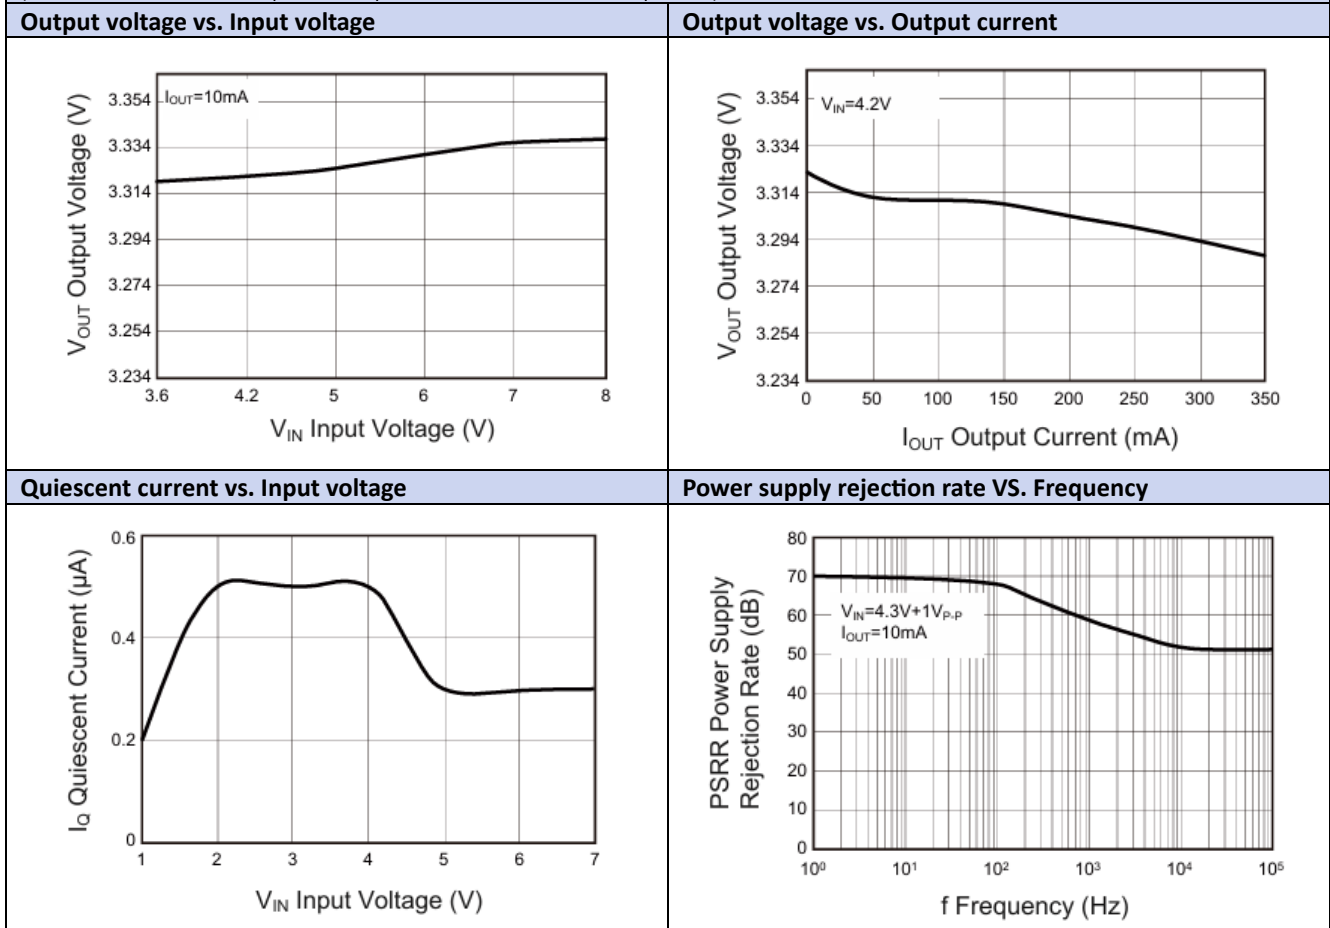 Output voltage vs. Input voltage
IOUT=10mA
VOUT Output Voltage (V)
3.354
3.334
3.314
3.294
3.274
3.254
3.234
3.6 4.2 5 6 7 8
VIN Input Voltage (V)
Output voltage vs. Output current
VIN=4.2V
VOUT Output Voltage (V)
3.354
3.334
3.314
3.294
3.274
3.254
3.234
0 50 100 150 200 250 300 350
IOUT Output Current (mA)
Quiescent current vs. Input voltage
IQ Quiescent Current (µA)
0.6
0.4
0.2
0
1 2 3 4 5 6 7
VIN Input Voltage (V)
Power supply rejection rate VS. Frequency
PSRR Power Supply
Rejection Rate (dB)
80
70
60
50
40
30
20
10
0
VIN=4.3V+1VP-P
IOUT=10mA
10⁰ 10¹ 10² 10³ 10⁴ 10⁵
f Frequency (Hz)